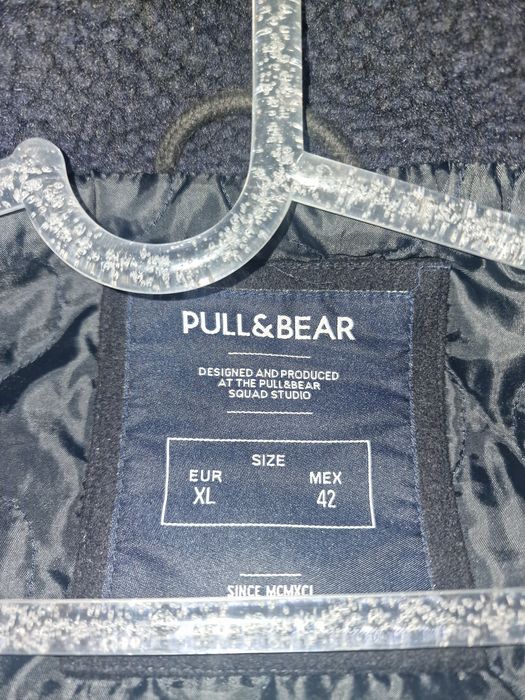 PULL&BEAR
DESIGNED AND PRODUCED
AT THE PULL&BEAR
SQUAD STUDIO
SIZE
EUR MEX
XL 42
SINCE MCMXCI